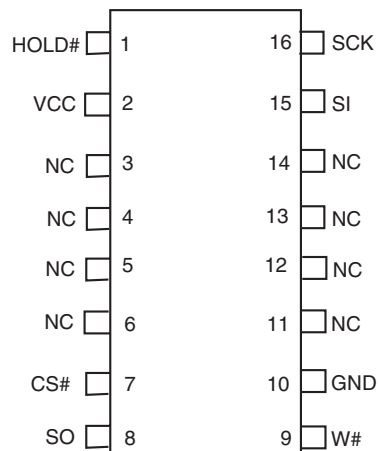 HOLD# 1 16 SCK
VCC 2 15 SI
NC 3 14 NC
NC 4 13 NC
NC 5 12 NC
NC 6 11 NC
CS# 7 10 GND
SO 8 9 W#